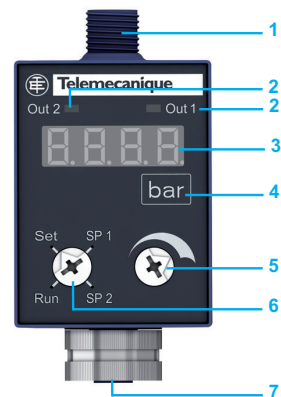 1
Telemecanique
2
Out 2
Out 1
2
8.8.8.8.
3
bar
4
Set
SP 1
5
Run
SP 2
6
7